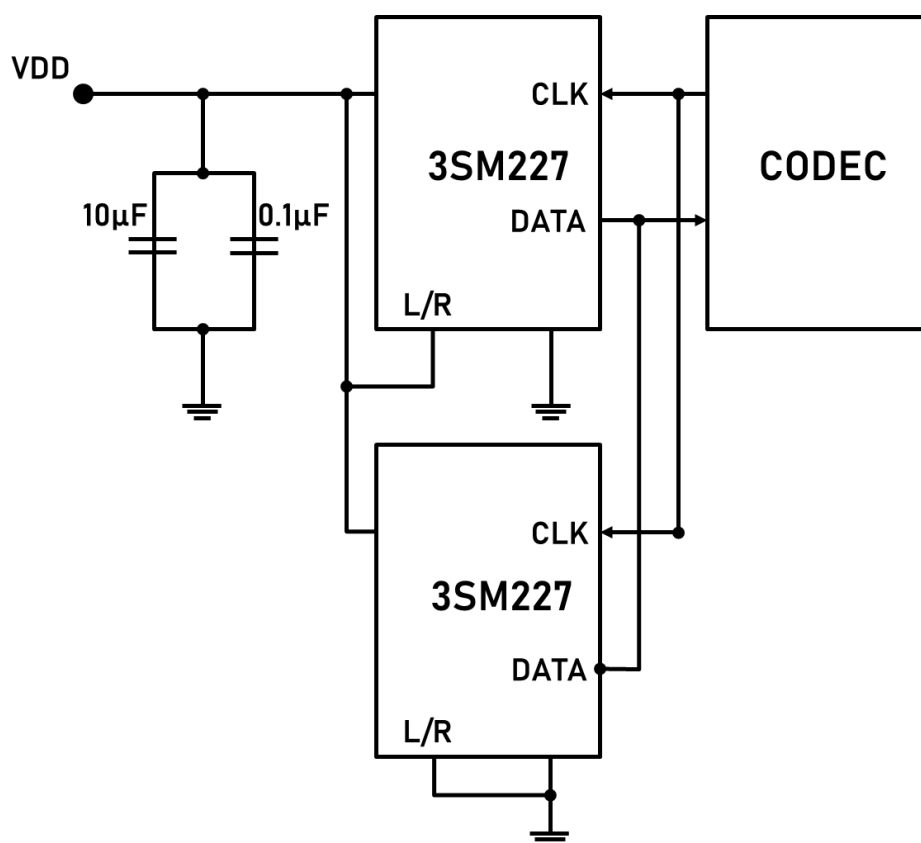 VDD
CLK
3SM227
CODEC
10μF
0.1μF
DATA
L/R
CLK
3SM227
DATA
L/R